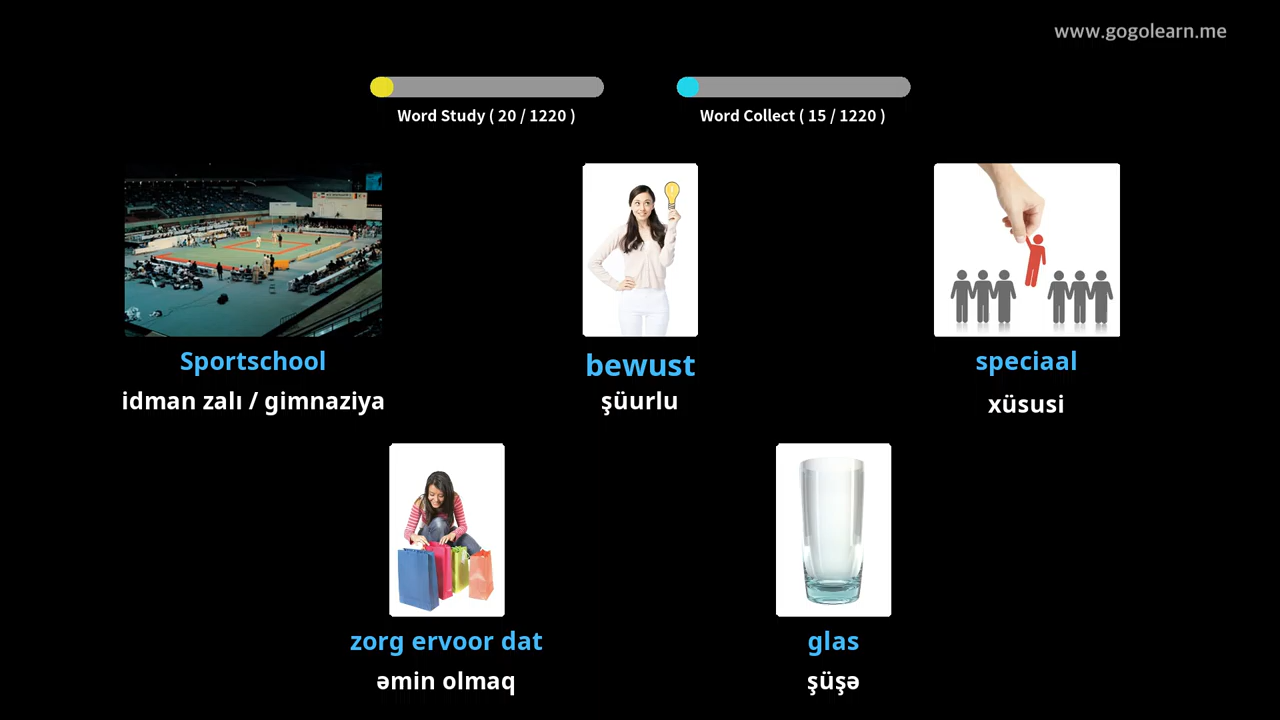 www.gogolearn.me
Word Study ( 20 / 1220 )
Word Collect ( 15 / 1220 )
Sportschool
idman zalı / gimnaziya
bewust
şüurlu
speciaal
xüsusi
zorg ervoor dat
əmin olmaq
glas
şüşə